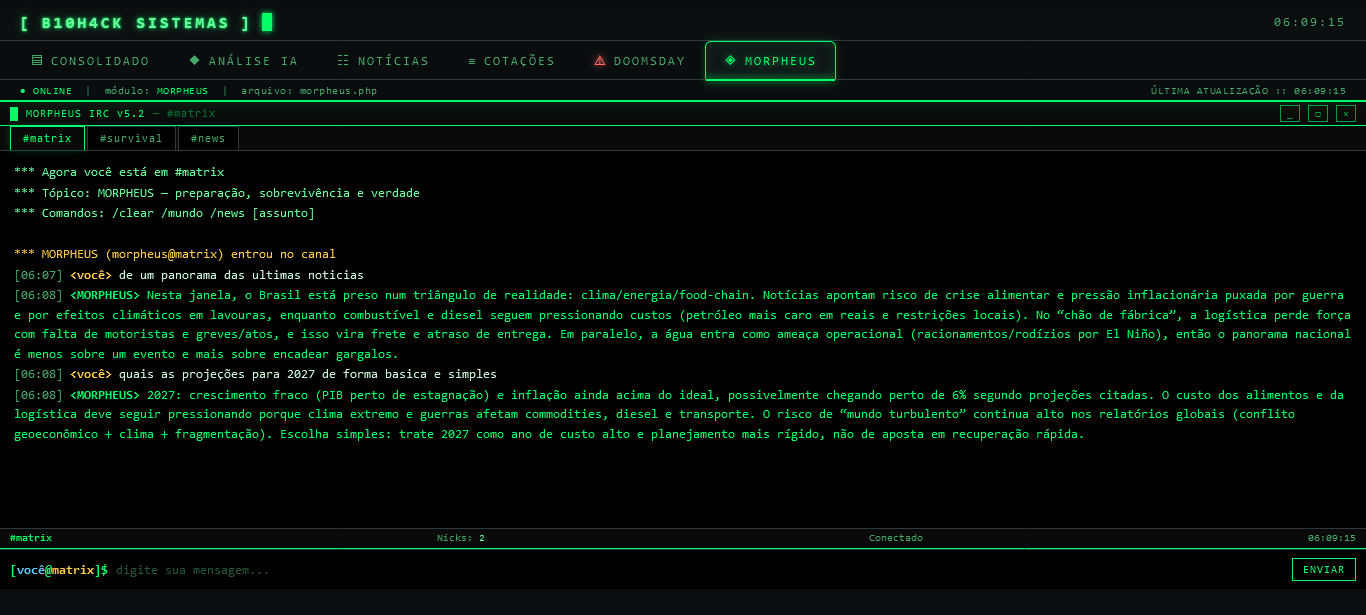 [ B10H4CK SISTEMAS ]
06:09:15
CONSOLIDADO ANÁLISE IA NOTÍCIAS COTAÇÕES DOOMSDAY MORPHEUS
● ONLINE | módulo: MORPHEUS | arquivo: morpheus.php
ÚLTIMA ATUALIZAÇÃO :: 06:09:15
MORPHEUS IRC v5.2 — #matrix
#matrix #survival #news
*** Agora você está em #matrix
*** Tópico: MORPHEUS — preparação, sobrevivência e verdade
*** Comandos: /clear /mundo /news [assunto]
*** MORPHEUS (morpheus@matrix) entrou no canal
[06:07] <você> de um panorama das ultimas noticias
[06:08] <MORPHEUS> Nesta janela, o Brasil está preso num triângulo de realidade: clima/energia/food-chain. Notícias apontam risco de crise alimentar e pressão inflacionária puxada por guerra
e por efeitos climáticos em lavouras, enquanto combustível e diesel seguem pressionando custos (petróleo mais caro em reais e restrições locais). No “chão de fábrica”, a logística perde força
com falta de motoristas e greves/atos, e isso vira frete e atraso de entrega. Em paralelo, a água entra como ameaça operacional (racionamentos/rodízios por El Niño), então o panorama nacional
é menos sobre um evento e mais sobre encadear gargalos.
[06:08] <você> quais as projeções para 2027 de forma basica e simples
[06:08] <MORPHEUS> 2027: crescimento fraco (PIB perto de estagnação) e inflação ainda acima do ideal, possivelmente chegando perto de 6% segundo projeções citadas. O custo dos alimentos e da
logística deve seguir pressionando porque clima extremo e guerras afetam commodities, diesel e transporte. O risco de “mundo turbulento” continua alto nos relatórios globais (conflito
geoeconômico + clima + fragmentação). Escolha simples: trate 2027 como ano de custo alto e planejamento mais rígido, não de aposta em recuperação rápida.
#matrix Nicks: 2 Conectado 06:09:15
[você@matrix]$ digite sua mensagem... ENVIAR